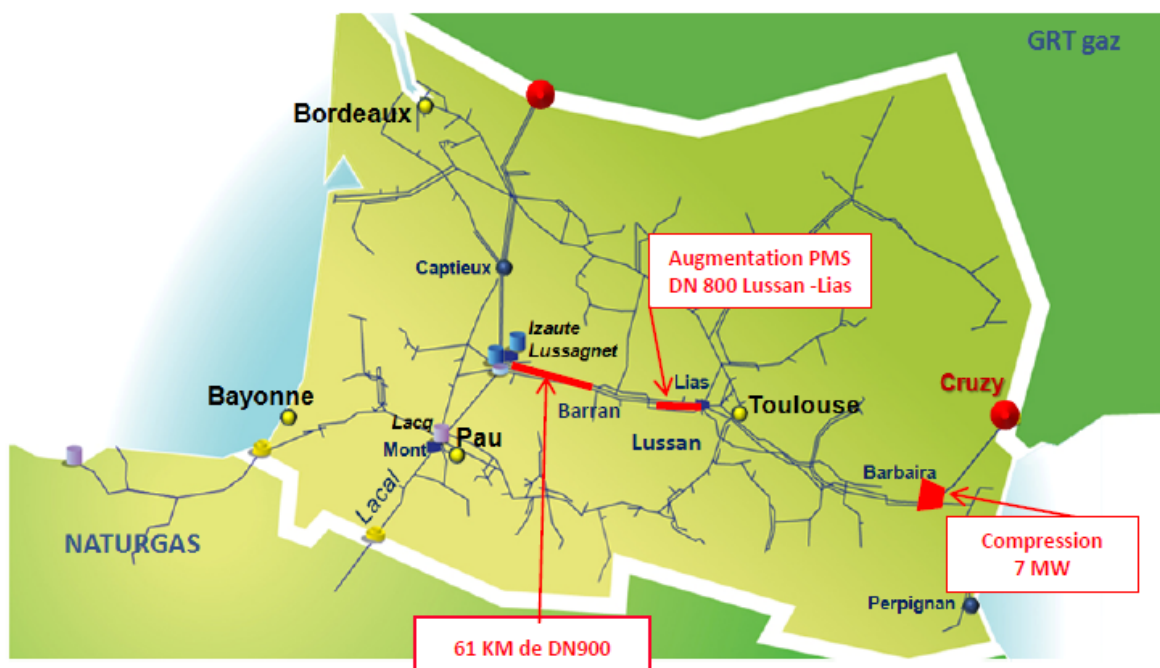 GRT gaz
Bordeaux
Augmentation PMS
DN 800 Lussan -Lias
Captieux
Izaute
Lussagnet
Lias
Cruzy
Bayonne
Barran
Toulouse
Lacq
Pau
Lussan
Mont
Barbaira
Lacal
NATURGAS
Compression
7 MW
Perpignan
61 KM de DN900